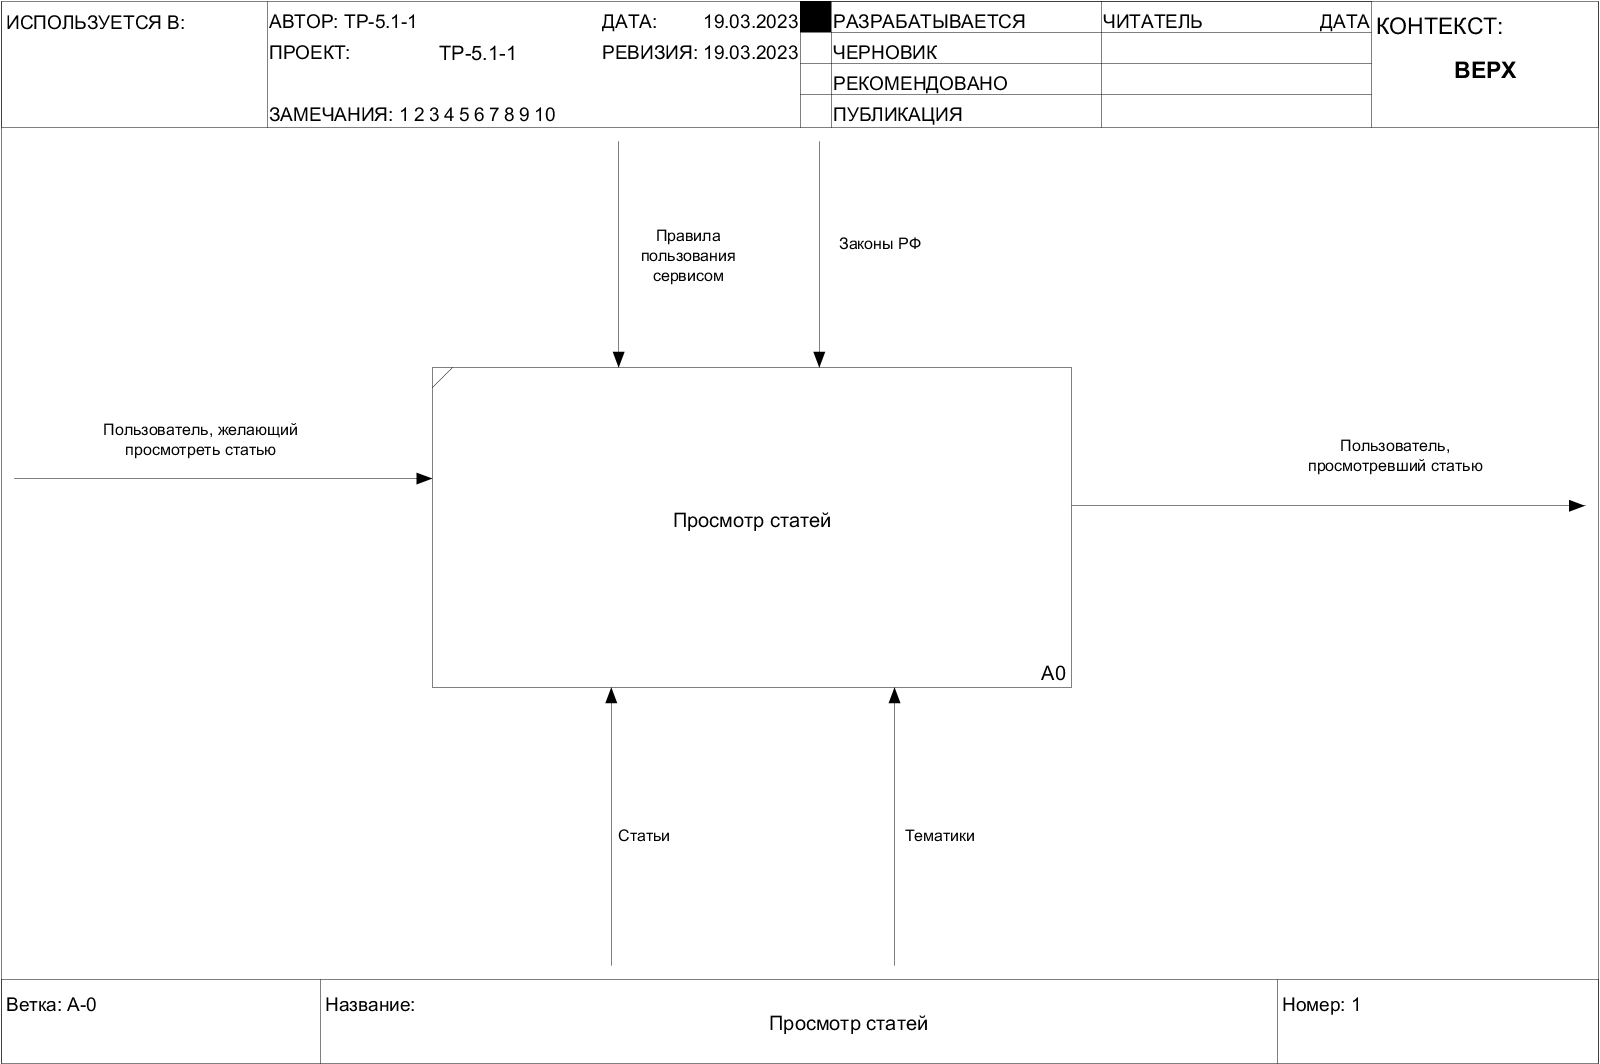 ИСПОЛЬЗУЕТСЯ В:
АВТОР: ТР-5.1-1
ДАТА: 19.03.2023
ПРОЕКТ: ТР-5.1-1
РЕВИЗИЯ: 19.03.2023
ЗАМЕЧАНИЯ: 1 2 3 4 5 6 7 8 9 10
РАЗРАБАТЫВАЕТСЯ
ЧЕРНОВИК
РЕКОМЕНДОВАНО
ПУБЛИКАЦИЯ
ЧИТАТЕЛЬ ДАТА
КОНТЕКСТ:
ВЕРХ
Правила
пользования
сервисом
Законы РФ
Пользователь, желающий
просмотреть статью
Пользователь,
просмотревший статью
Просмотр статей
A0
Статьи
Тематики
Ветка: A-0
Название:
Просмотр статей
Номер: 1